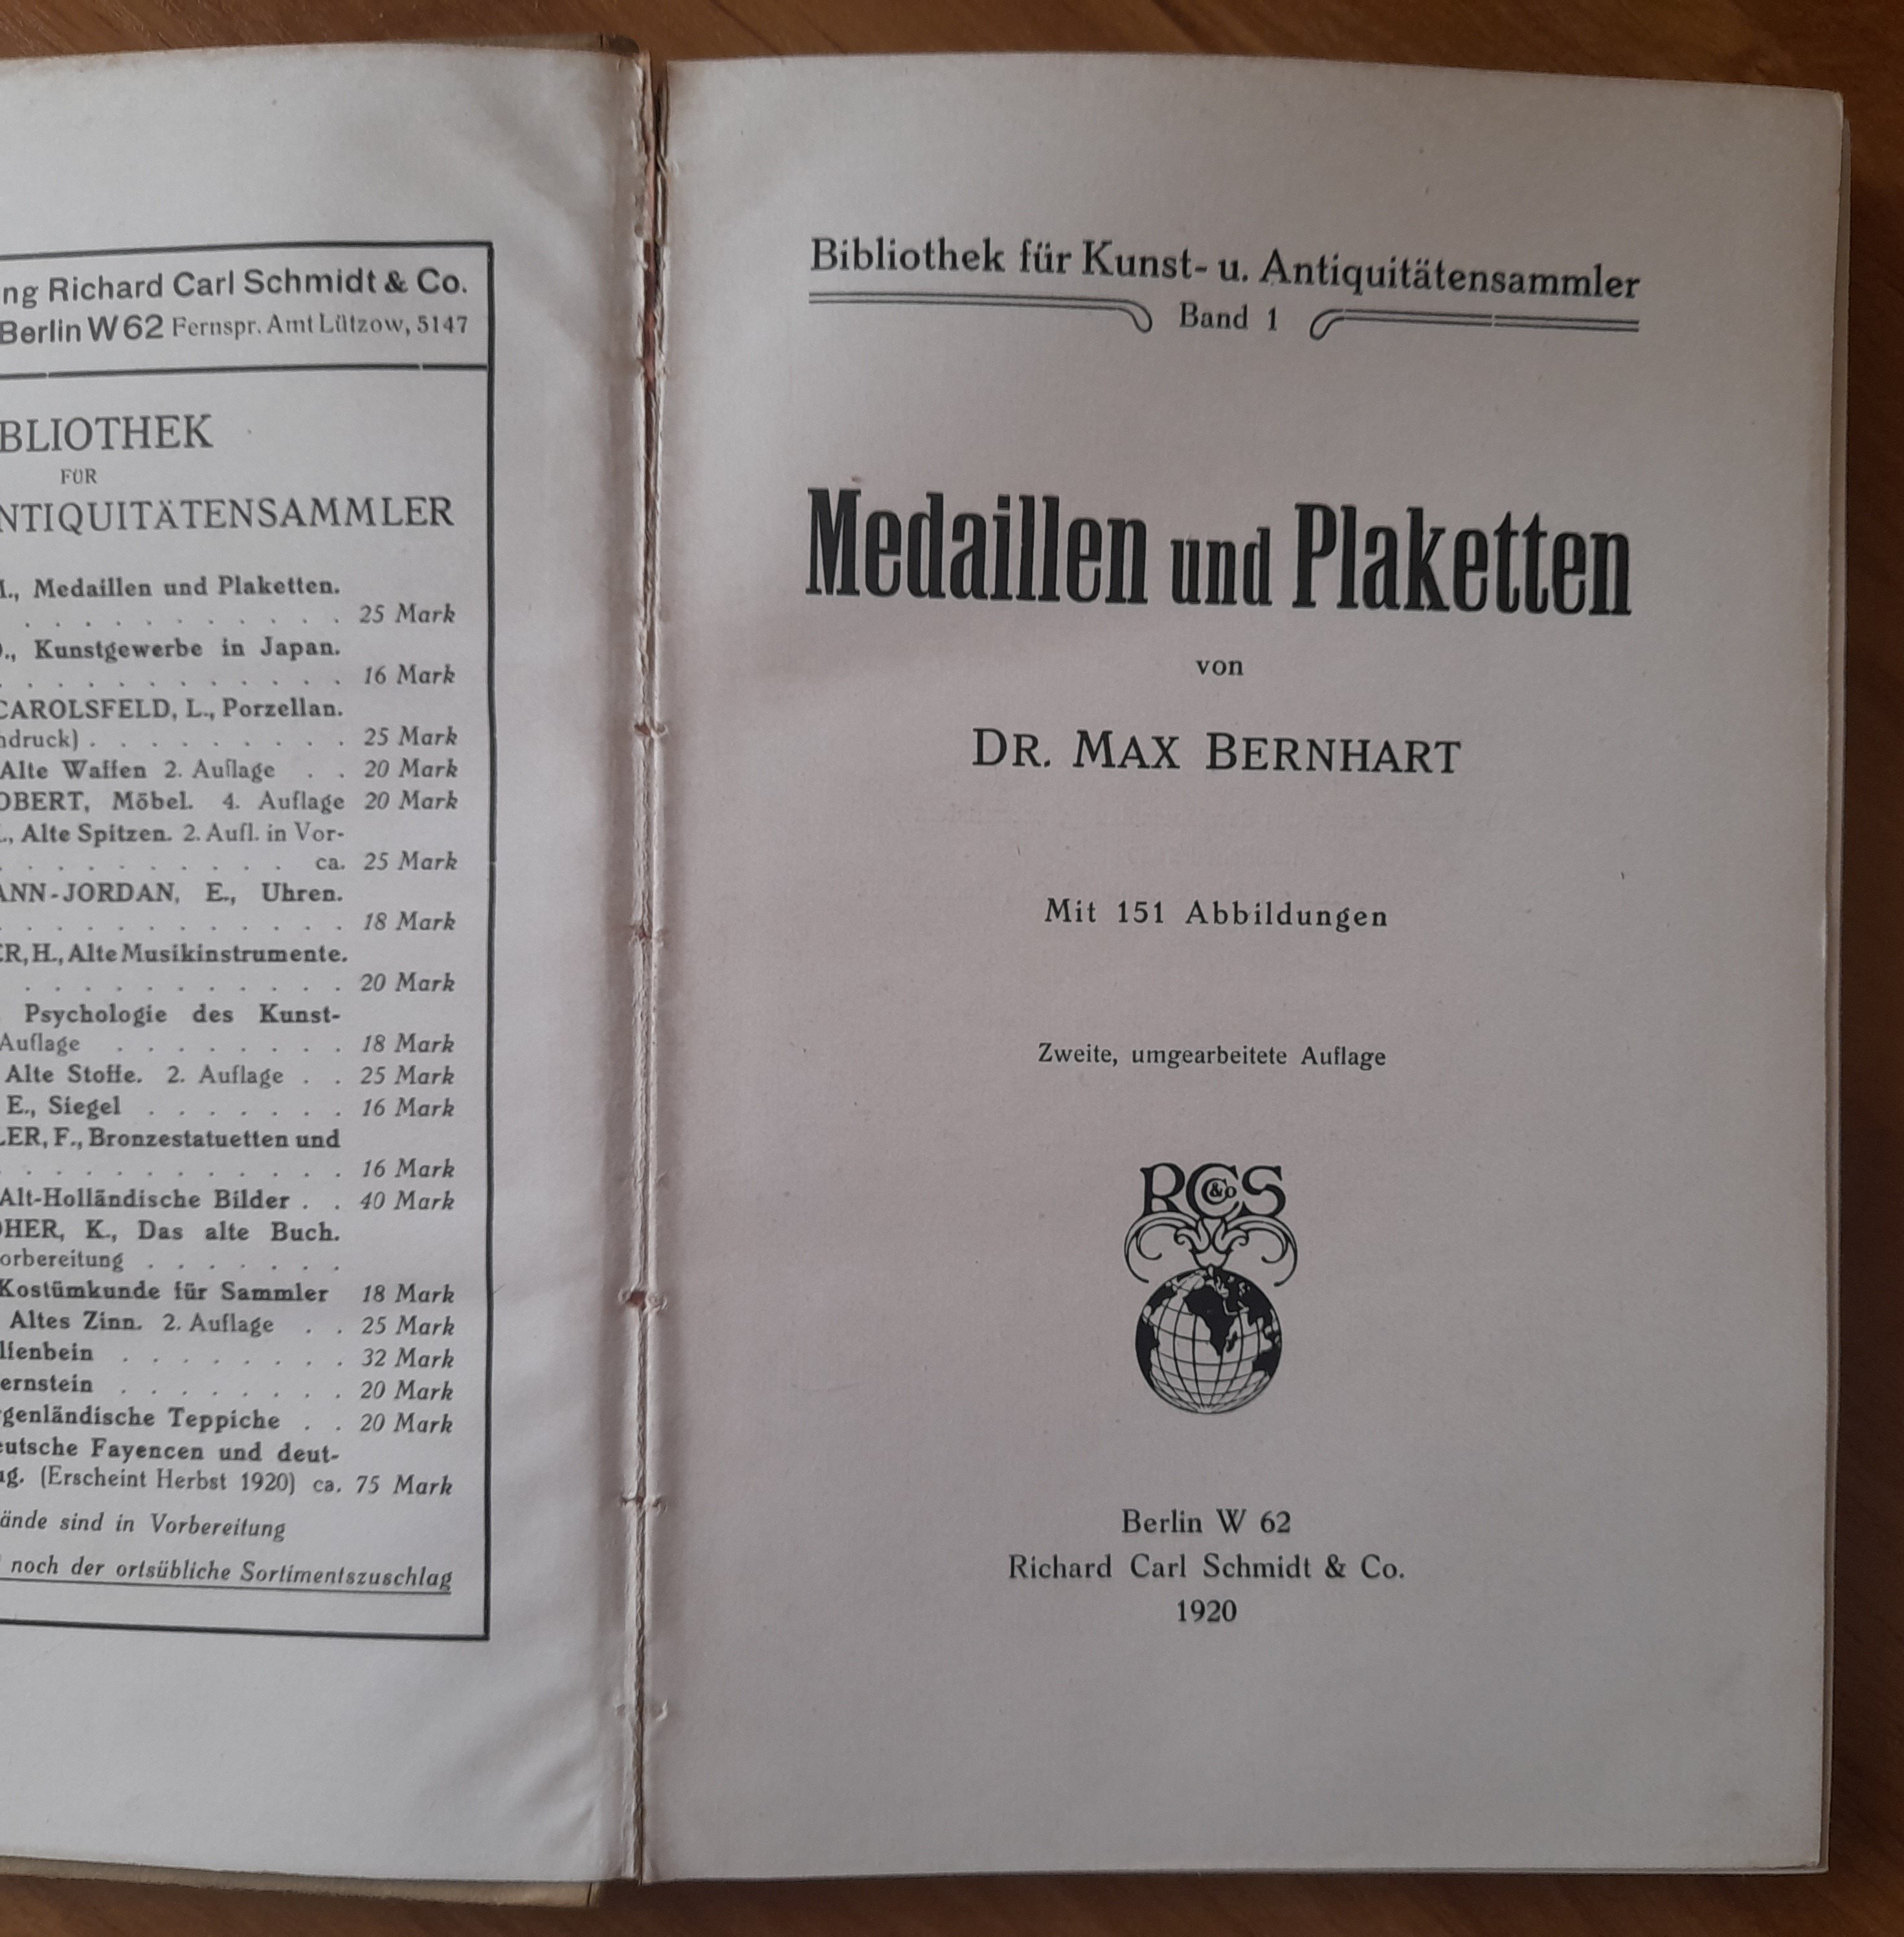 Richard Carl Schmidt & Co.
Berlin W 62 Fernspr. Amt Lützow, 5147
BLIOTHEK
FÜR
NTIQUITÄTENSAMMLER
., Medaillen und Plaketten.
. . . . . . . . . . . 25 Mark
., Kunstgewerbe in Japan.
. . . . . . . . . . . . 16 Mark
CAROLSFELD, L., Porzellan.
druck) . . . . . . . . . 25 Mark
Alte Waffen 2. Auflage . . 20 Mark
OBERT, Möbel. 4. Auflage 20 Mark
., Alte Spitzen. 2. Aufl. in Vor-
. . . . . . . . . . ca. 25 Mark
ANN-JORDAN, E., Uhren.
. . . . . . . . . . . . 18 Mark
ER, H., Alte Musikinstrumente.
. . . . . . . . . . . 20 Mark
Psychologie des Kunst-
Auflage . . . . . . . . 18 Mark
Alte Stoffe. 2. Auflage . . 25 Mark
E., Siegel . . . . . . . 16 Mark
LER, F., Bronzestatuetten und
. . . . . . . . . . . . 16 Mark
Alt-Holländische Bilder . . 40 Mark
OHER, K., Das alte Buch.
orbereitung . . . . . . .
Kostümkunde für Sammler 18 Mark
Altes Zinn. 2. Auflage . . 25 Mark
lfenbein . . . . . . . . 32 Mark
ernstein . . . . . . . . 20 Mark
genländische Teppiche . . 20 Mark
eutsche Fayencen und deut-
ug. (Erscheint Herbst 1920) ca. 75 Mark
ände sind in Vorbereitung
noch der ortsübliche Sortimentszuschlag
Bibliothek für Kunst- u. Antiquitätensammler
Band 1
Medaillen und Plaketten
von
DR. MAX BERNHART
Mit 151 Abbildungen
Zweite, umgearbeitete Auflage
RCS
& Co
Berlin W 62
Richard Carl Schmidt & Co.
1920